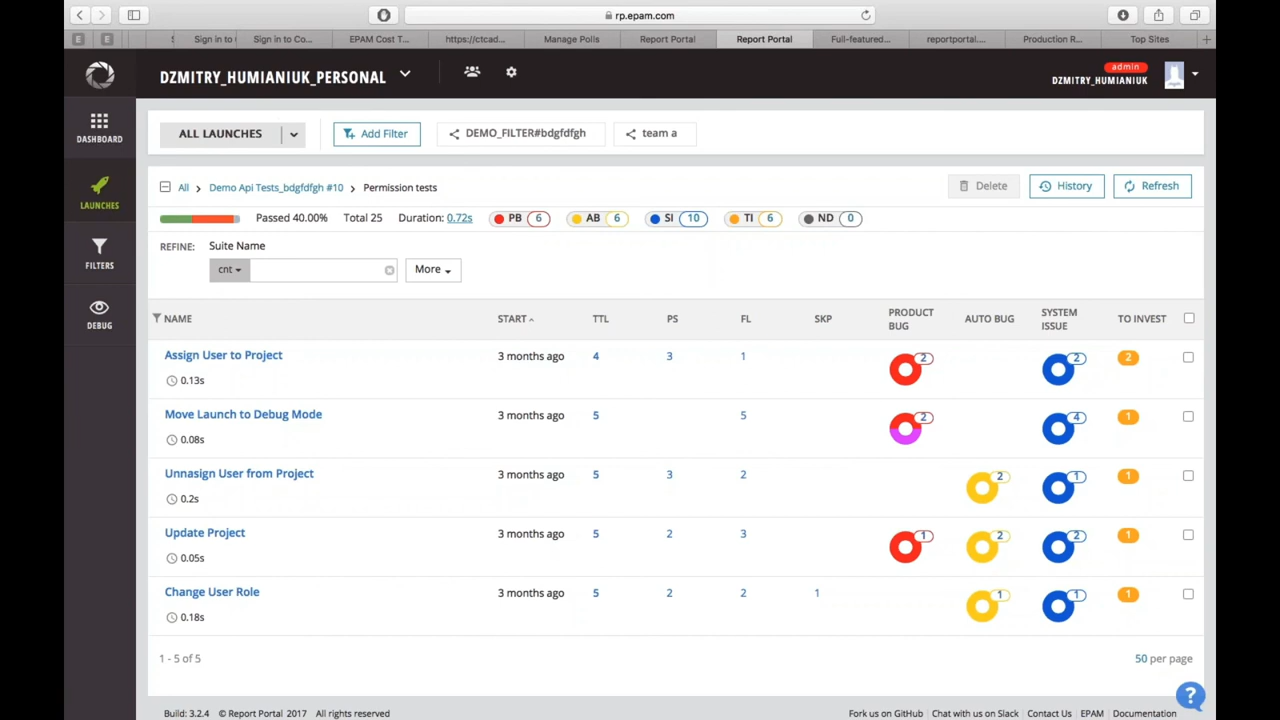 rp.epam.com
E
E
Sign in to
Sign in to Co...
EPAM Cost T...
https://ctcad...
Manage Polls
Report Portal
Report Portal
Full-featured...
reportportal....
Production R...
Top Sites
DZMITRY_HUMIANIUK_PERSONAL
admin
DZMITRY_HUMIANIUK
DASHBOARD
LAUNCHES
FILTERS
DEBUG
ALL LAUNCHES
Add Filter
DEMO_FILTER#bdgfdfgh
team a
All > Demo Api Tests_bdgfdfgh #10 > Permission tests
Delete
History
Refresh
Passed 40.00% Total 25 Duration: 0.72s PB 6 AB 6 SI 10 TI 6 ND 0
REFINE: Suite Name
cnt
More
NAME START TTL PS FL SKP PRODUCT BUG AUTO BUG SYSTEM ISSUE TO INVEST
Assign User to Project 3 months ago 4 3 1 2 2 2
0.13s
Move Launch to Debug Mode 3 months ago 5 5 2 4 1
0.08s
Unnasign User from Project 3 months ago 5 3 2 2 1 1
0.2s
Update Project 3 months ago 5 2 3 1 2 2 1
0.05s
Change User Role 3 months ago 5 2 2 1 1 1 1
0.18s
1 - 5 of 5
50 per page
?
Build: 3.2.4 © Report Portal 2017 All rights reserved
Fork us on GitHub Chat with us on Slack Contact Us EPAM Documentation